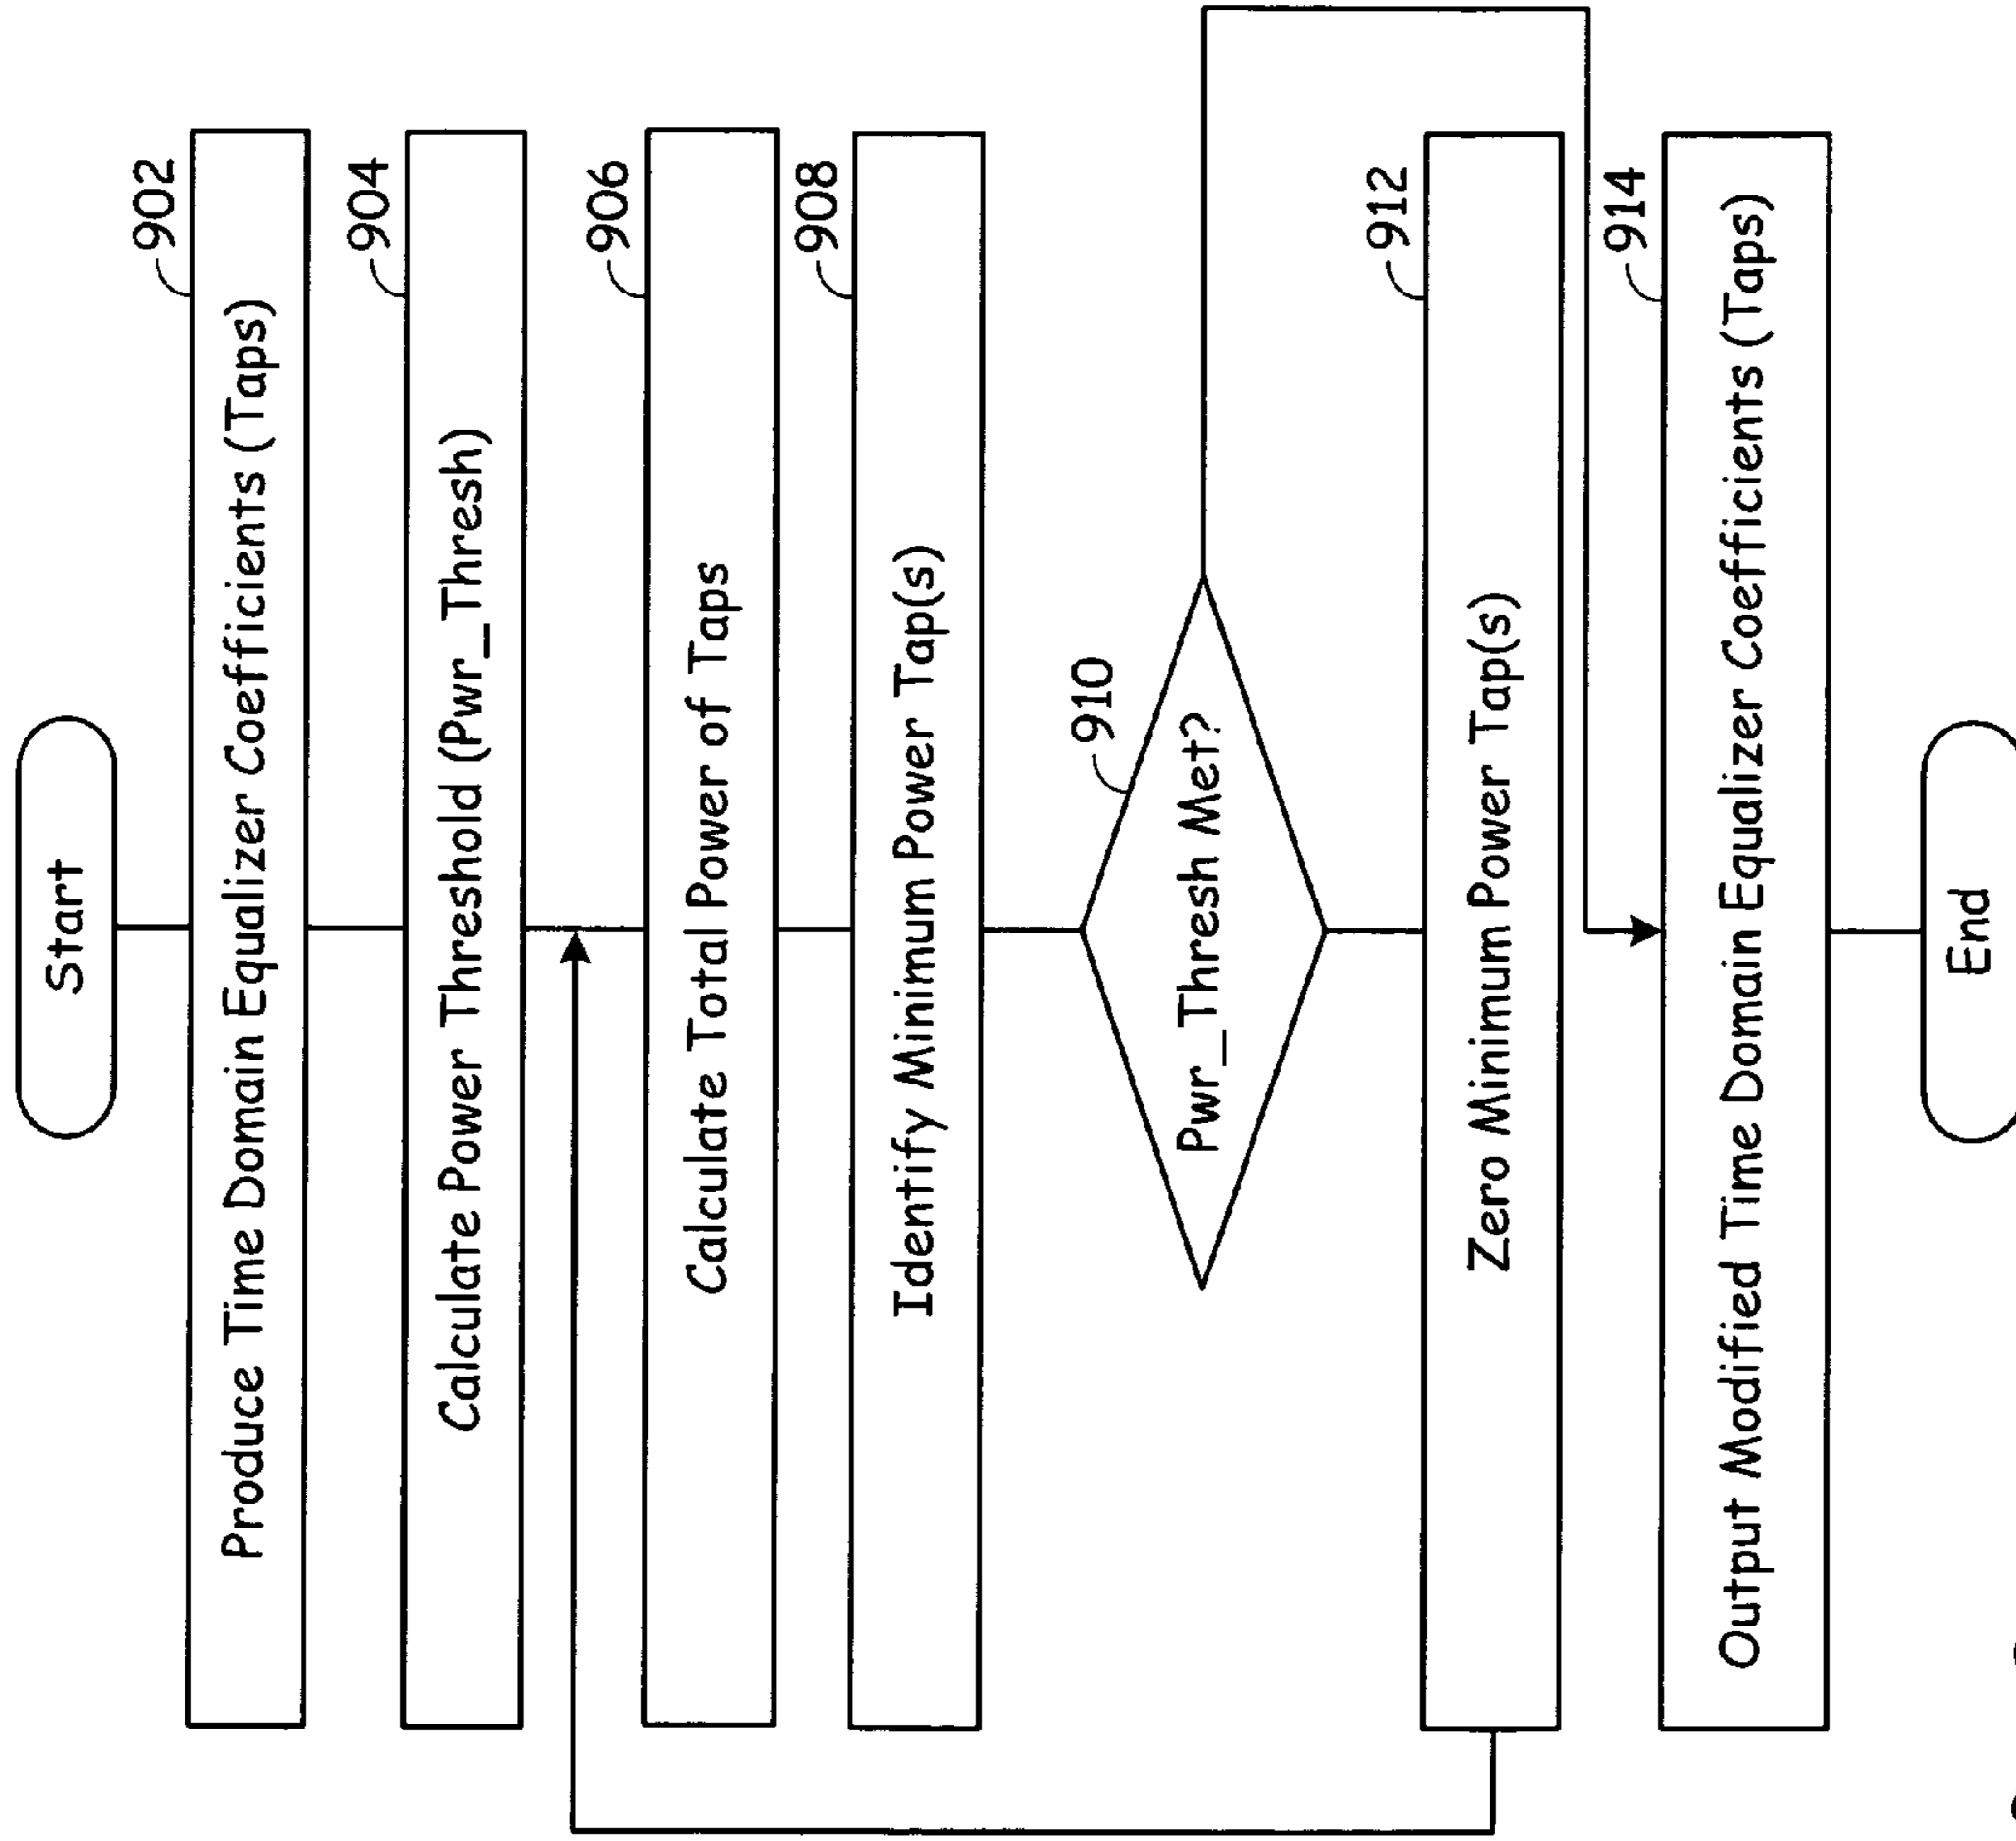 Start
902
Produce Time Domain Equalizer Coefficients (Taps)
904
Calculate Power Threshold (Pwr_Thresh)
906
Calculate Total Power of Taps
908
Identify Minimum Power Tap(s)
910
Pwr_Thresh Met?
912
Zero Minimum Power Tap(s)
914
Output Modified Time Domain Equalizer Coefficients (Taps)
End